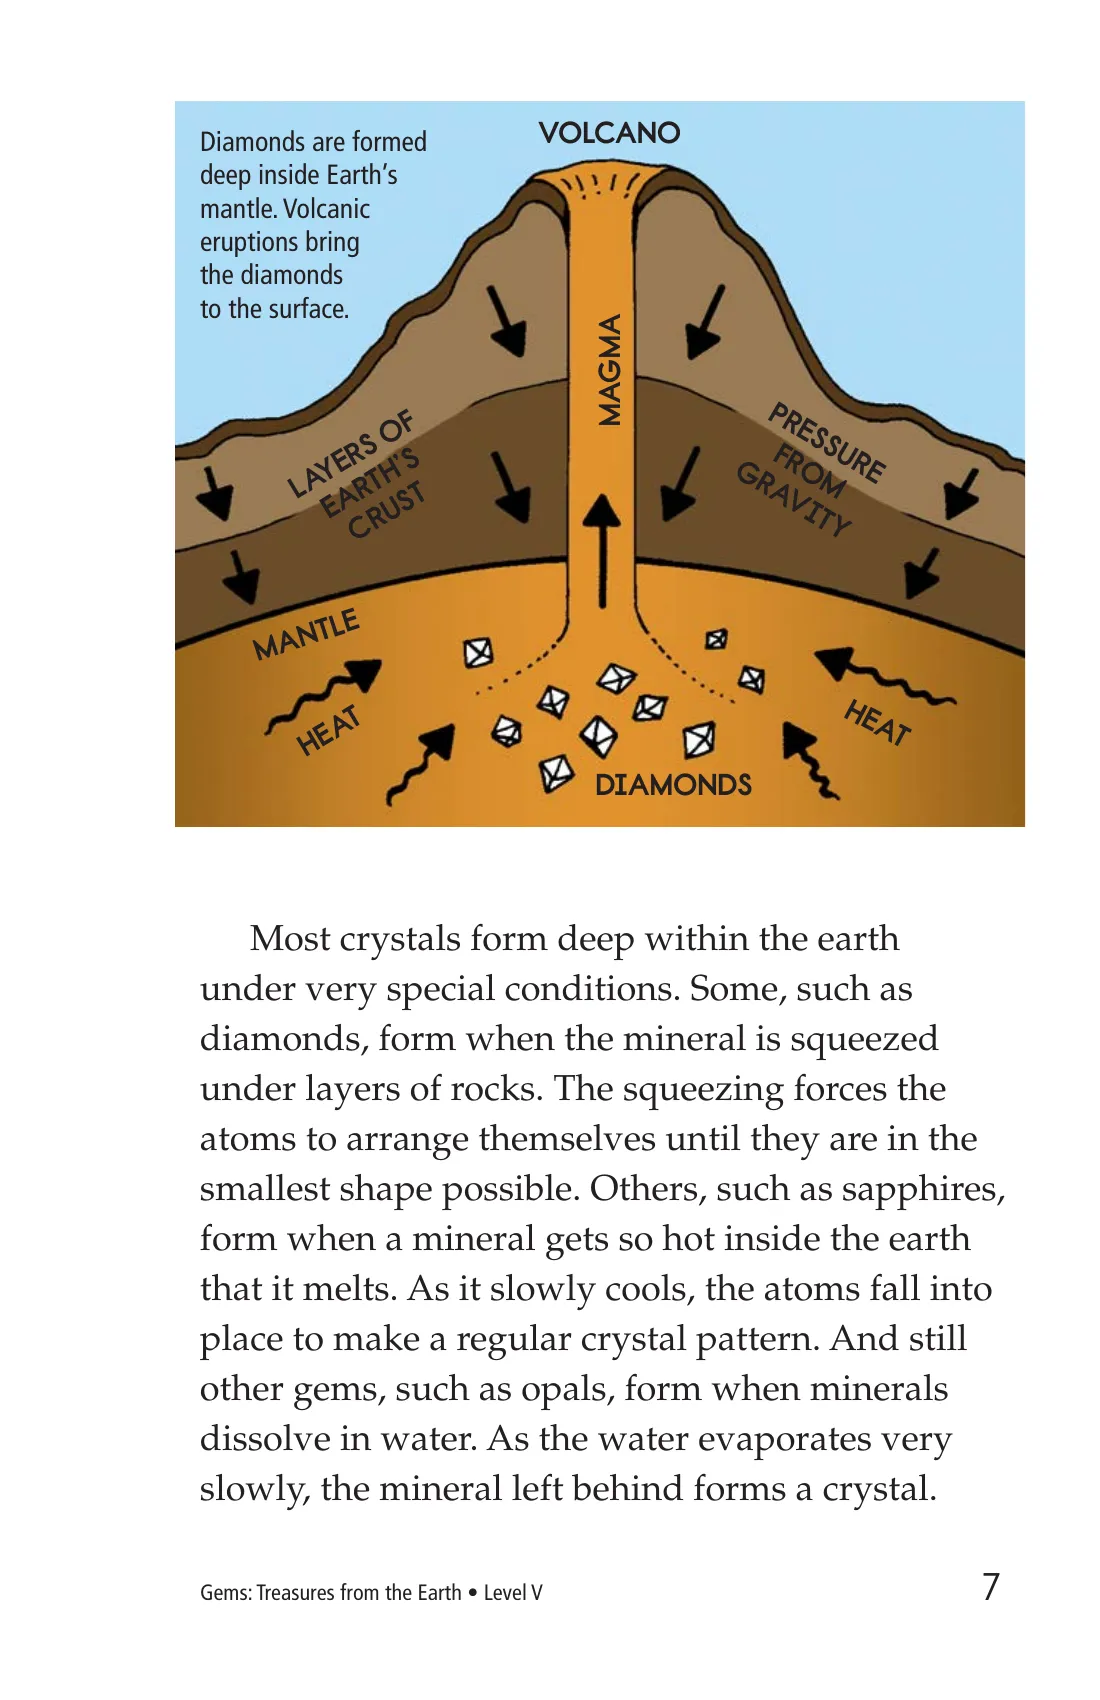 Diamonds are formed
deep inside Earth’s
mantle. Volcanic
eruptions bring
the diamonds
to the surface.
VOLCANO
MAGMA
LAYERS OF
EARTH’S
CRUST
PRESSURE
FROM
GRAVITY
MANTLE
HEAT
HEAT
DIAMONDS
Most crystals form deep within the earth
under very special conditions. Some, such as
diamonds, form when the mineral is squeezed
under layers of rocks. The squeezing forces the
atoms to arrange themselves until they are in the
smallest shape possible. Others, such as sapphires,
form when a mineral gets so hot inside the earth
that it melts. As it slowly cools, the atoms fall into
place to make a regular crystal pattern. And still
other gems, such as opals, form when minerals
dissolve in water. As the water evaporates very
slowly, the mineral left behind forms a crystal.
Gems: Treasures from the Earth • Level V
7